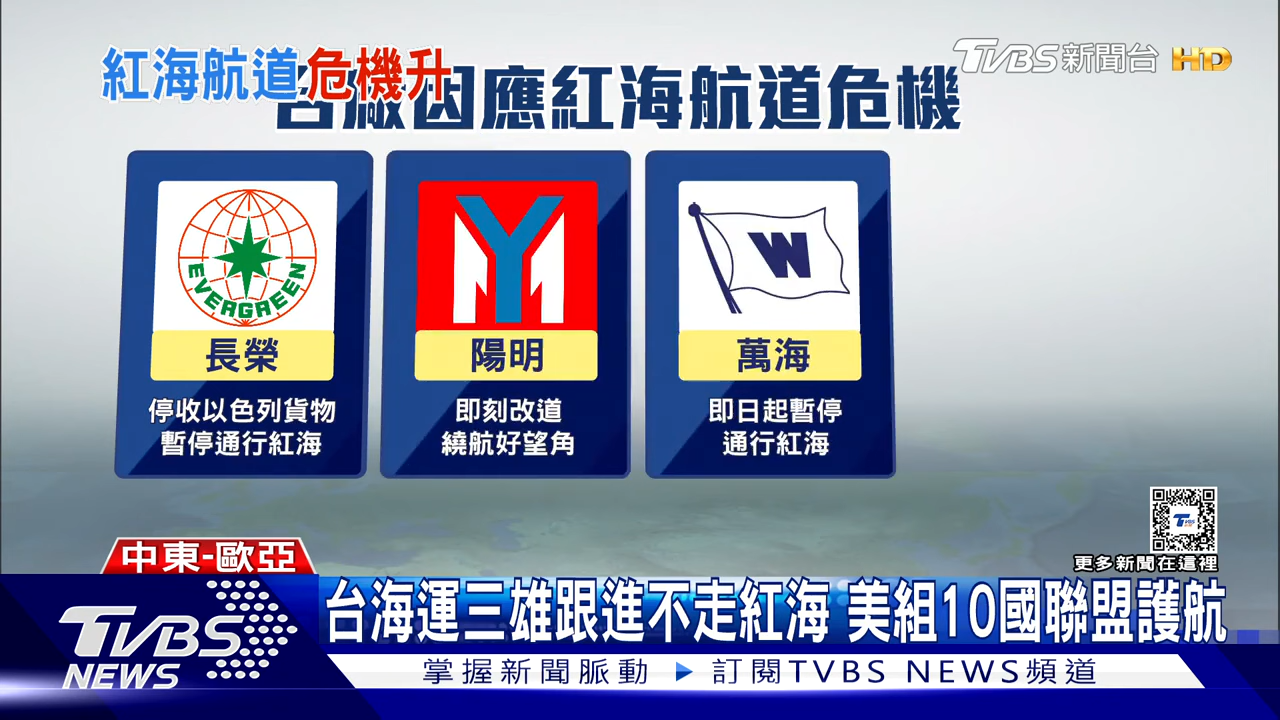 紅海航道危機升
TVBS新聞台 HD
台廠因應紅海航道危機
EVERGREEN
YM
W
長榮
陽明
萬海
停收以色列貨物
暫停通行紅海
即刻改道
繞航好望角
即日起暫停
通行紅海
TVBS
更多新聞在這裡
中東-歐亞
台海運三雄跟進不走紅海 美組10國聯盟護航
TVBS
NEWS
掌握新聞脈動 ▶ 訂閱TVBS NEWS頻道